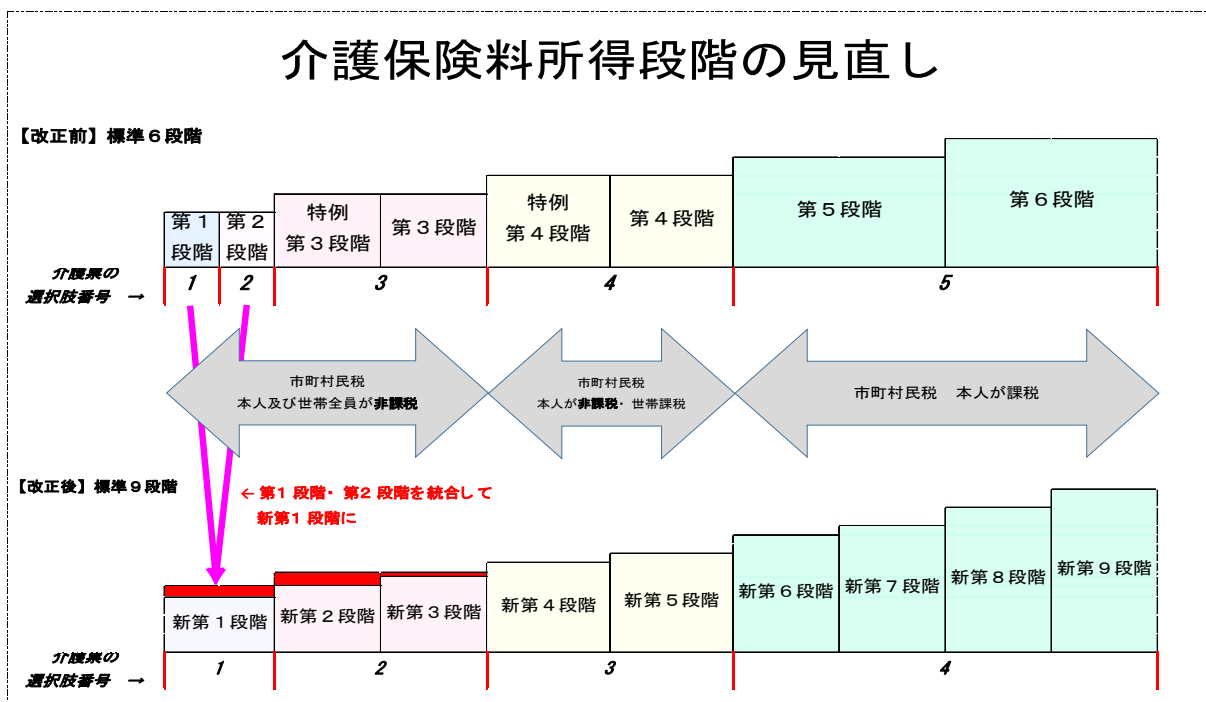 介護保険料所得段階の見直し
【改正前】標準６段階
第１
段階
第２
段階
特例
第３段階
第３段階
特例
第４段階
第４段階
第５段階
第６段階
介護票の
選択肢番号　→
1
2
3
4
5
市町村民税
本人及び世帯全員が非課税
市町村民税
本人が非課税・世帯課税
市町村民税　本人が課税
【改正後】標準９段階
←第１段階・第２段階を統合して
新第１段階に
新第１段階
新第２段階
新第３段階
新第４段階
新第５段階
新第６段階
新第７段階
新第８段階
新第９段階
介護票の
選択肢番号　→
1
2
3
4